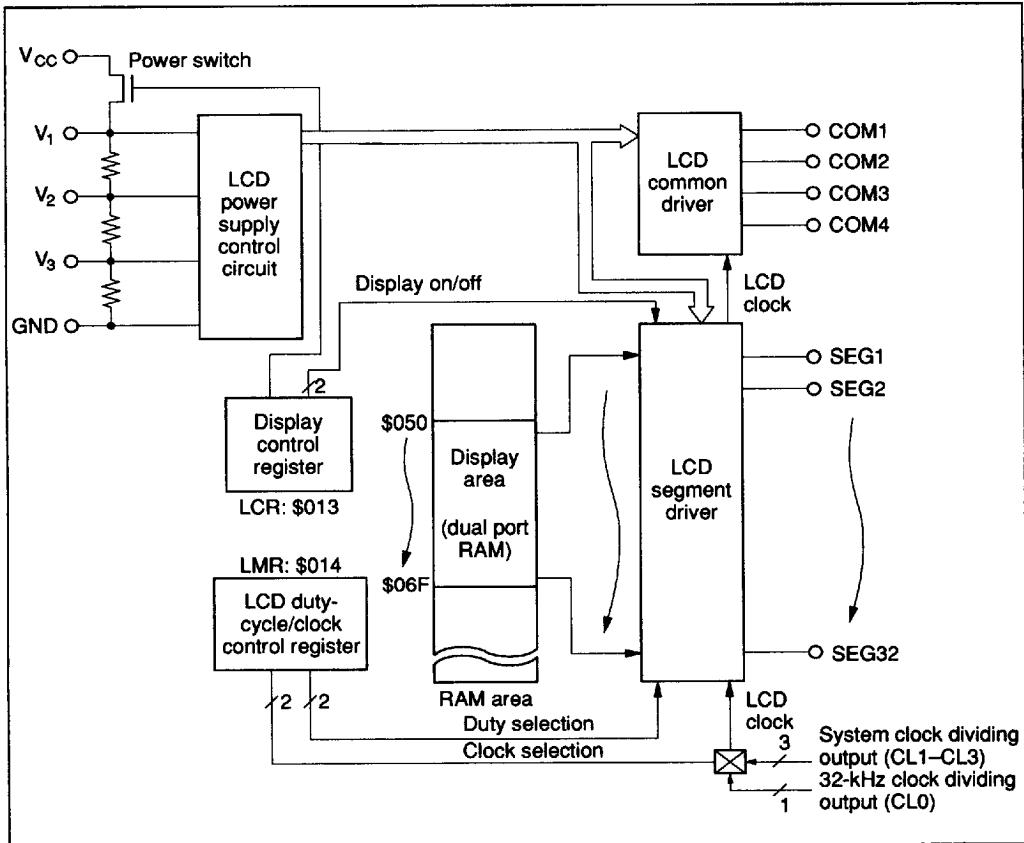 VCC
Power switch
V1
V2
V3
GND
LCD
power
supply
control
circuit
LCD
common
driver
COM1
COM2
COM3
COM4
LCD
clock
Display on/off
2
Display
control
register
LCR: $013
$050
Display
area
(dual port
RAM)
$06F
RAM area
LCD
segment
driver
SEG1
SEG2
SEG32
LMR: $014
LCD duty-
cycle/clock
control register
2
2
Duty selection
Clock selection
LCD
clock
3
System clock dividing
output (CL1–CL3)
32-kHz clock dividing
output (CL0)
1